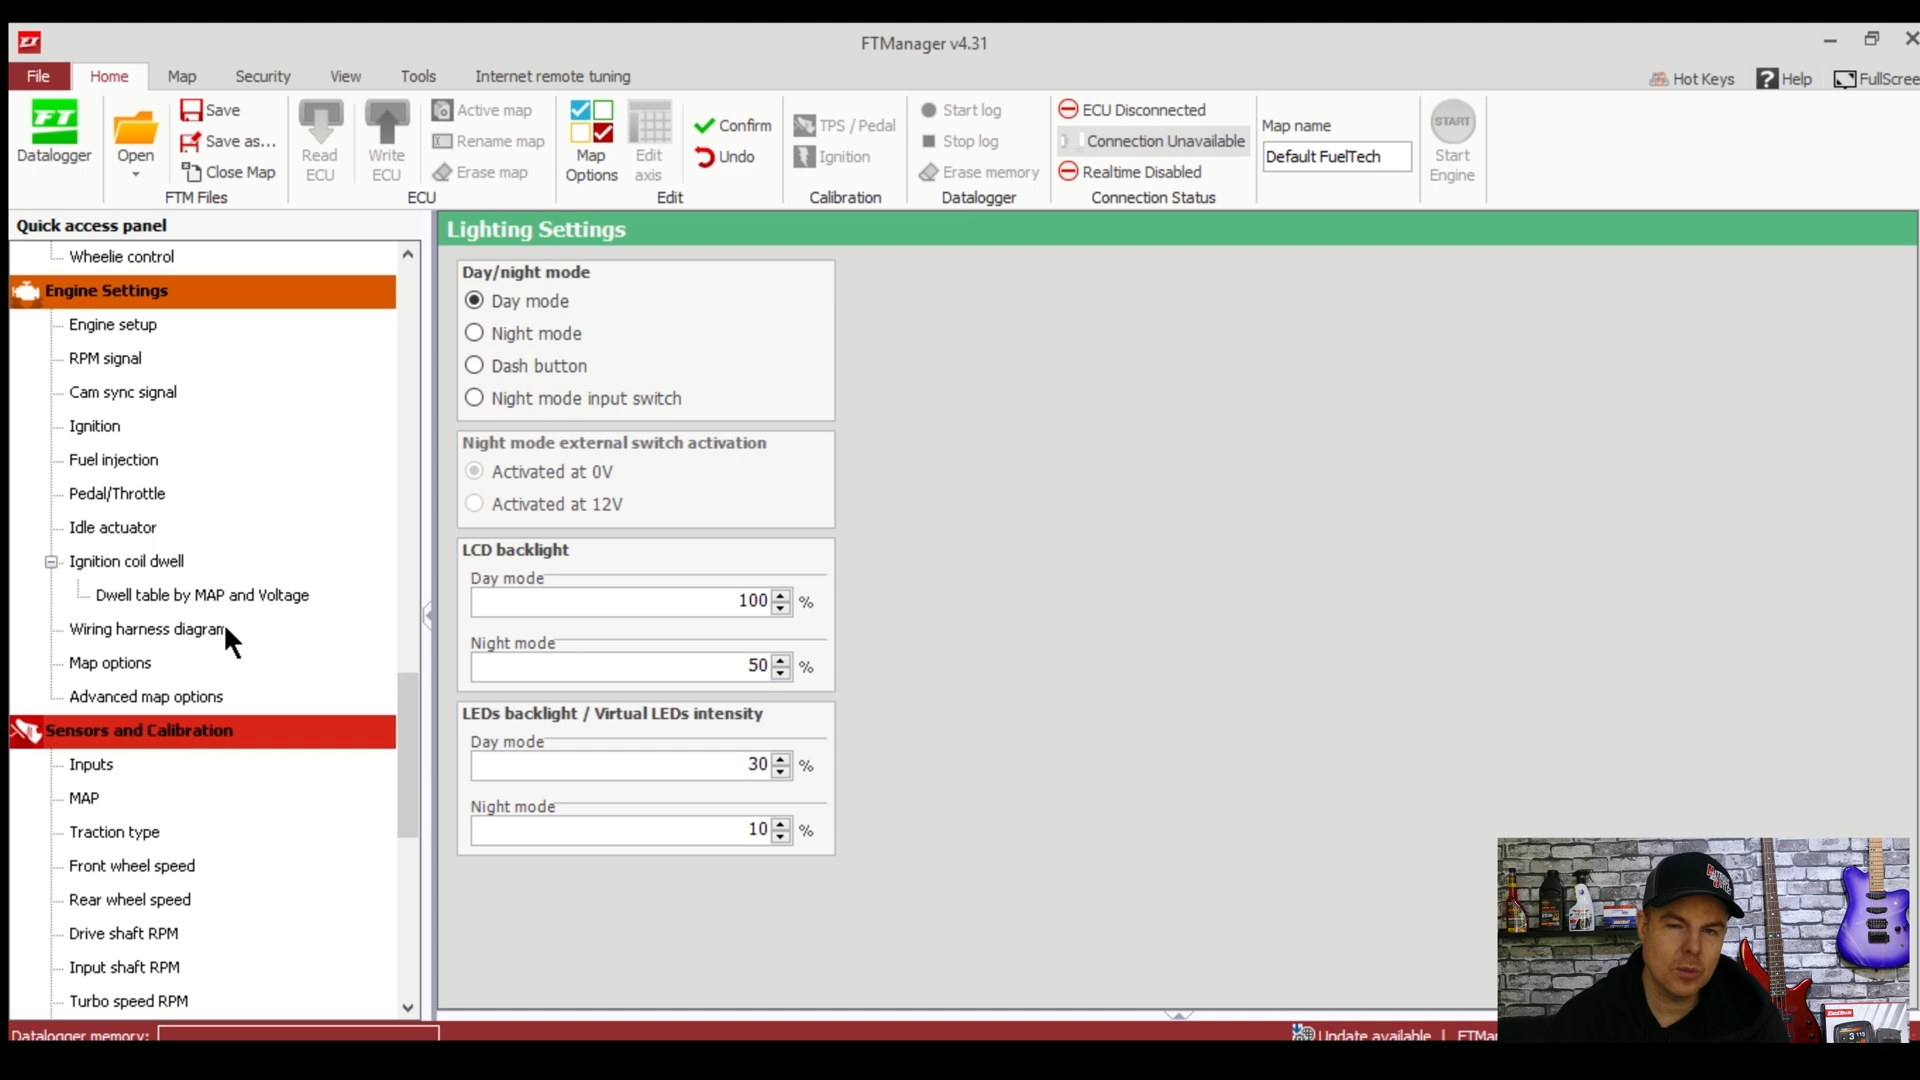 FTManager v4.31
File Home Map Security View Tools Internet remote tuning
Hot Keys ? Help FullScree
FT Datalogger
Open
Save
Save as...
Close Map
FTM Files
Read ECU
Write ECU
Active map
Rename map
Erase map
ECU
Map Options
Edit axis
Confirm
Undo
Edit
TPS / Pedal
Ignition
Calibration
Start log
Stop log
Erase memory
Datalogger
ECU Disconnected
Connection Unavailable
Realtime Disabled
Connection Status
Map name
Default FuelTech
START
Start Engine
Quick access panel
Wheelie control
Engine Settings
Engine setup
RPM signal
Cam sync signal
Ignition
Fuel injection
Pedal/Throttle
Idle actuator
Ignition coil dwell
Dwell table by MAP and Voltage
Wiring harness diagram
Map options
Advanced map options
Sensors and Calibration
Inputs
MAP
Traction type
Front wheel speed
Rear wheel speed
Drive shaft RPM
Input shaft RPM
Turbo speed RPM
Lighting Settings
Day/night mode
Day mode
Night mode
Dash button
Night mode input switch
Night mode external switch activation
Activated at 0V
Activated at 12V
LCD backlight
Day mode
100 %
Night mode
50 %
LEDs backlight / Virtual LEDs intensity
Day mode
30 %
Night mode
10 %
Datalogger memory:
Update available | FTMa